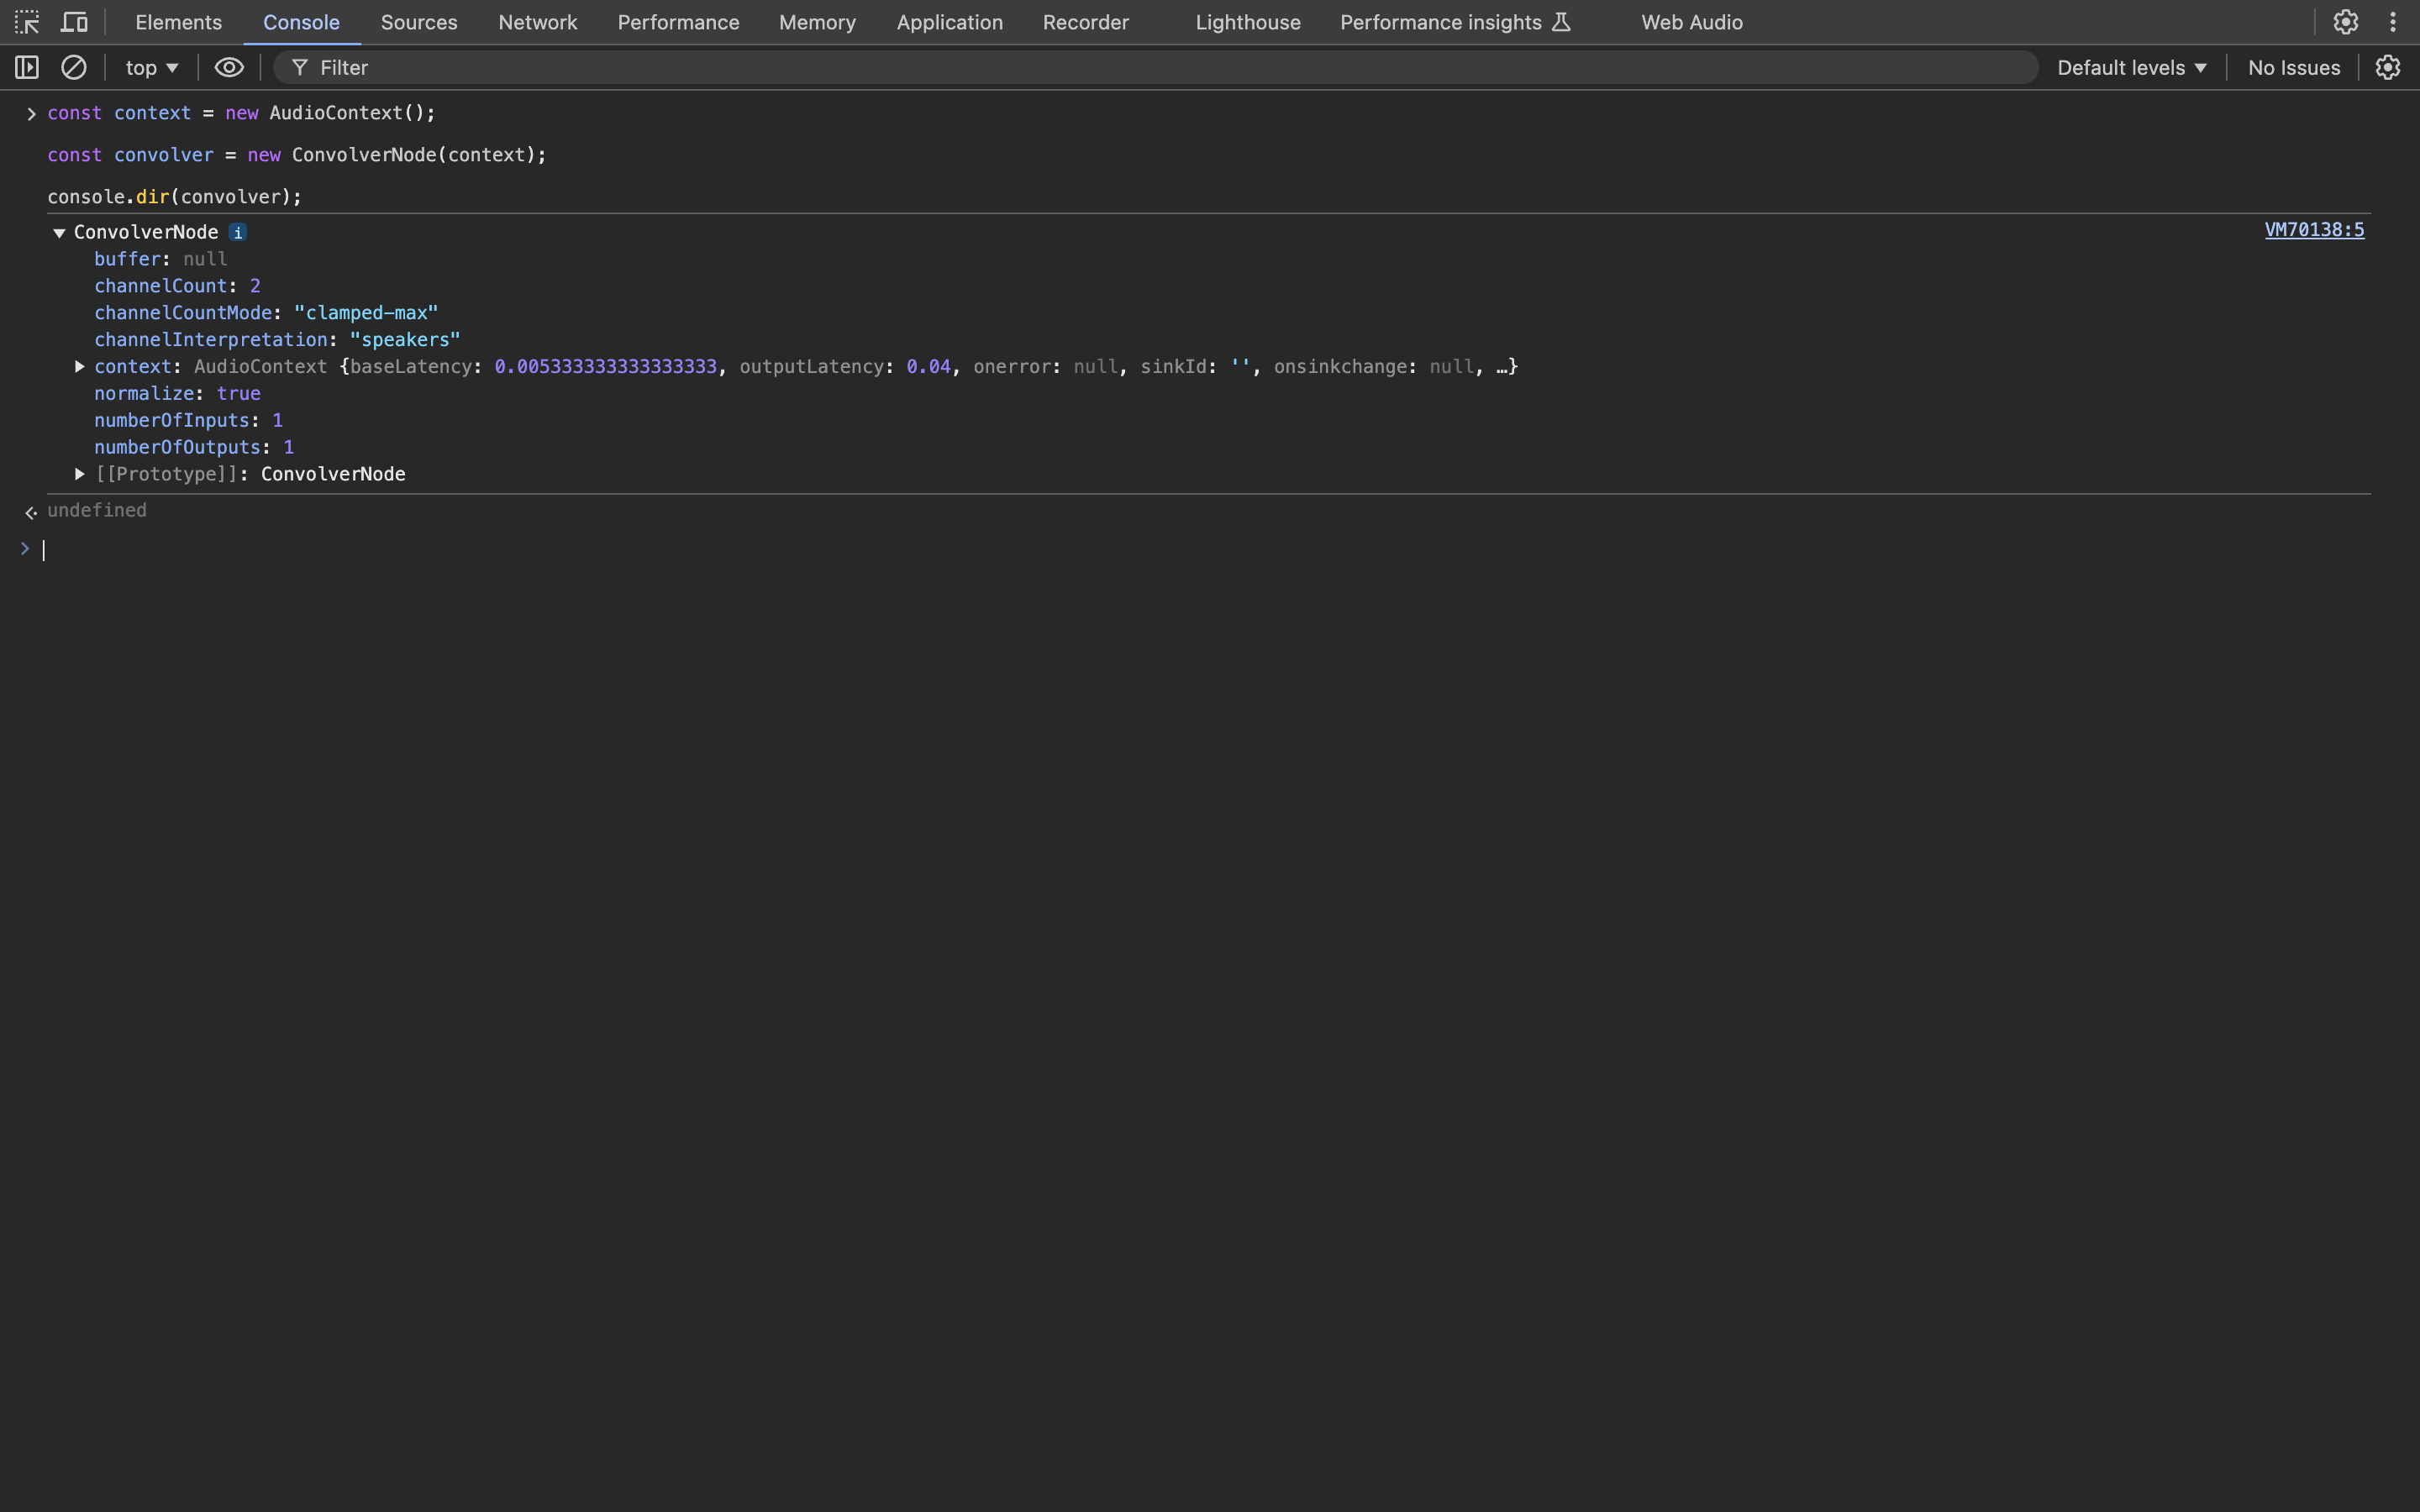 Elements Console Sources Network Performance Memory Application Recorder Lighthouse Performance insights Web Audio
top ▼ Filter Default levels ▼ No Issues
const context = new AudioContext();
const convolver = new ConvolverNode(context);
console.dir(convolver);
ConvolverNode i VM70138:5
buffer: null
channelCount: 2
channelCountMode: "clamped-max"
channelInterpretation: "speakers"
context: AudioContext {baseLatency: 0.005333333333333333, outputLatency: 0.04, onerror: null, sinkId: '', onsinkchange: null, …}
normalize: true
numberOfInputs: 1
numberOfOutputs: 1
[[Prototype]]: ConvolverNode
undefined